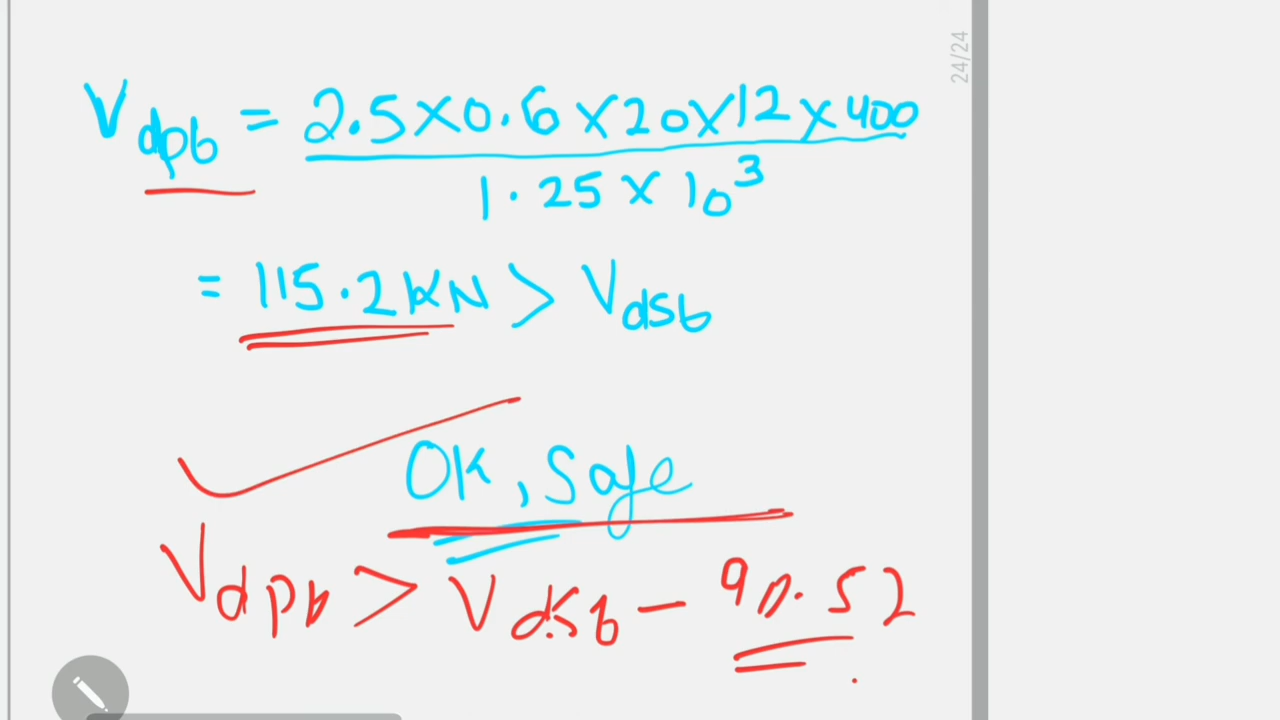 24/24
Vdpb = 2.5×0.6×20×12×400
1.25×10³
= 115.2kN > Vdsb
OK, Safe
Vdpb > Vdsb – 90.52